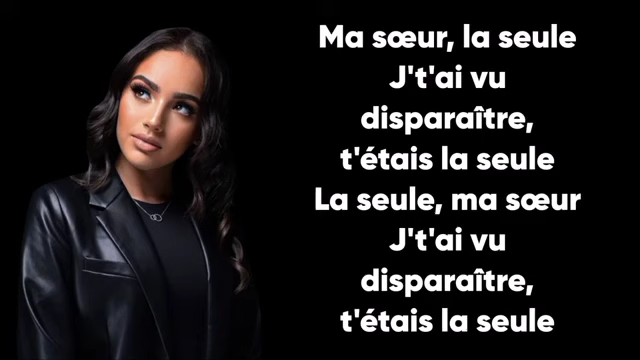 Ma sœur, la seule
J't'ai vu
disparaître,
t'étais la seule
La seule, ma sœur
J't'ai vu
disparaître,
t'étais la seule